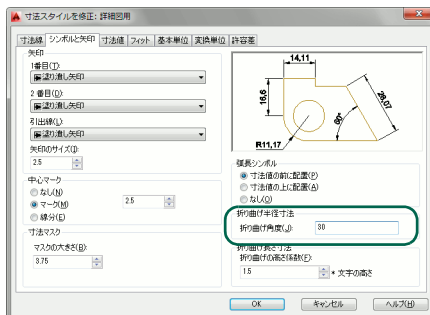 寸法スタイルを修正: 詳細図用
寸法線 シンボルと矢印 寸法値 フィット 基本単位 変換単位 許容差
矢印
1番目(T):
塗り潰し矢印
2 番目(D):
塗り潰し矢印
引出線(L):
塗り潰し矢印
矢印のサイズ(I):
2.5
中心マーク
なし(N)
マーク(M)
2.5
線分(E)
寸法マスク
マスクの大きさ(B):
3.75
14,11
16,6
28,07
60°
R11,17
弧長シンボル
寸法値の前に配置(P)
寸法値の上に配置(A)
なし(O)
折り曲げ半径寸法
折り曲げ角度(J): 30
折り曲げ長さ寸法
折り曲げの高さ係数(F):
1.5 * 文字の高さ
OK キャンセル ヘルプ(H)